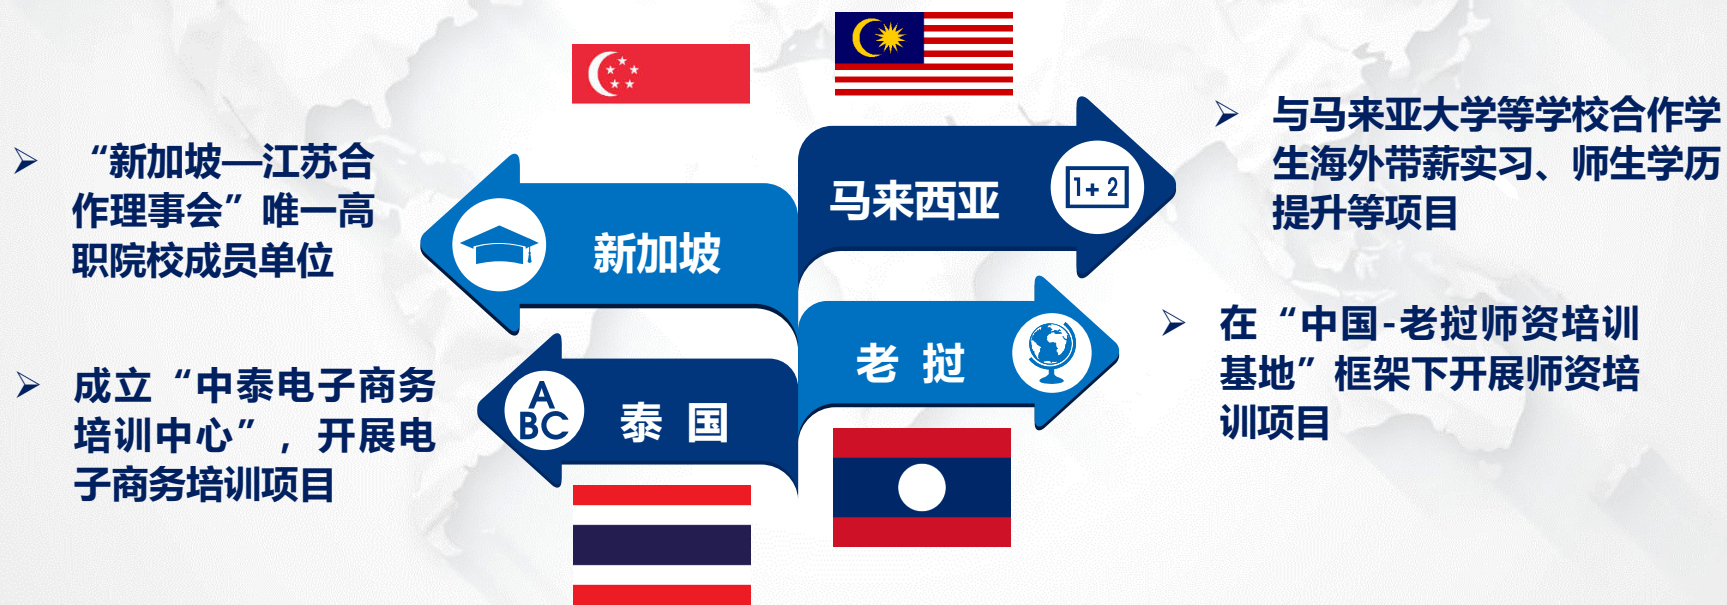 “新加坡—江苏合
作理事会”唯一高
职院校成员单位
新加坡
马来西亚
1+2
与马来亚大学等学校合作学
生海外带薪实习、师生学历
提升等项目
成立“中泰电子商务
培训中心”，开展电
子商务培训项目
A
BC
泰 国
老 挝
在“中国-老挝师资培训
基地”框架下开展师资培
训项目